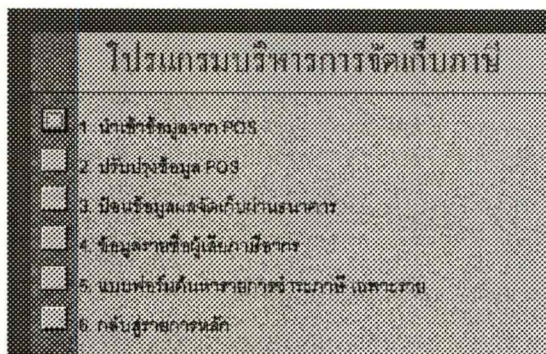 โปรแกรมบริหารการจัดเก็บภาษี
1. นำเข้าข้อมูลจาก POS
2. ปรับปรุงข้อมูล POS
3. ป้อนข้อมูลผลจัดเก็บผ่านธนาคาร
4. ข้อมูลรายชื่อผู้เสียภาษีอากร
5. แบบฟอร์มค้นหารายการชำระภาษี เฉพาะราย
6. กลับสู่รายการหลัก